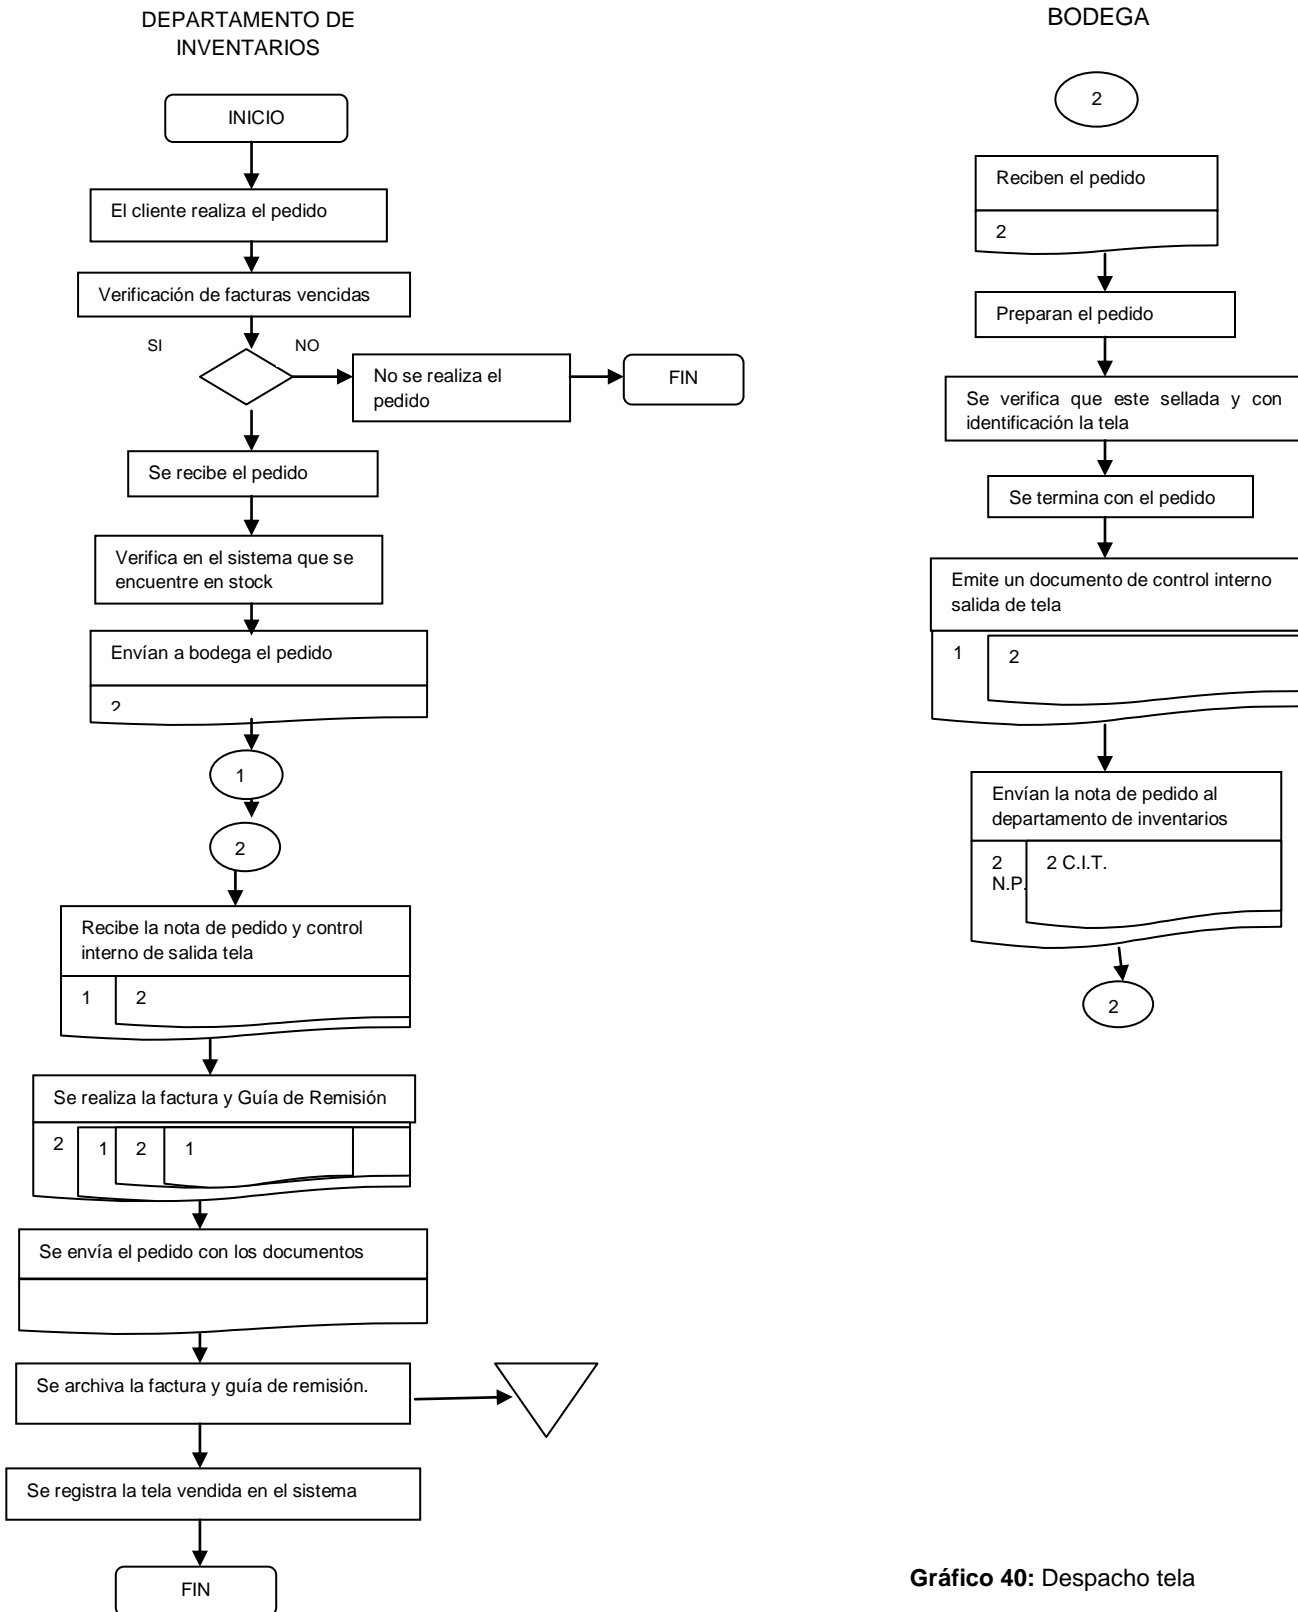 DEPARTAMENTO DE
INVENTARIOS
INICIO
El cliente realiza el pedido
Verificación de facturas vencidas
SI
NO
No se realiza el
pedido
FIN
Se recibe el pedido
Verifica en el sistema que se
encuentre en stock
Envían a bodega el pedido
2
1
2
Recibe la nota de pedido y control
interno de salida tela
1
2
Se realiza la factura y Guía de Remisión
2
1
2
1
Se envía el pedido con los documentos
Se archiva la factura y guía de remisión.
Se registra la tela vendida en el sistema
FIN
BODEGA
2
Reciben el pedido
2
Preparan el pedido
Se verifica que este sellada y con
identificación la tela
Se termina con el pedido
Emite un documento de control interno
salida de tela
1
2
Envían la nota de pedido al
departamento de inventarios
2
N.P.
2 C.I.T.
2
Gráfico 40: Despacho tela